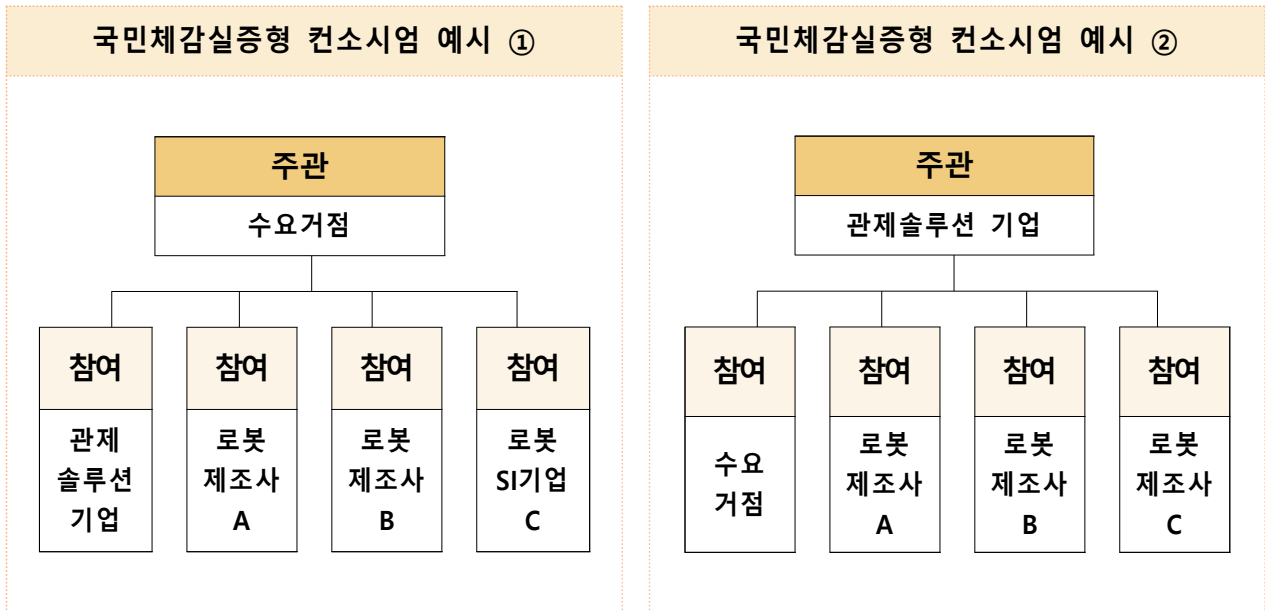 국민체감실증형 컨소시엄 예시 ①
주관
수요거점
참여
관제
솔루션
기업
참여
로봇
제조사
A
참여
로봇
제조사
B
참여
로봇
SI기업
C
국민체감실증형 컨소시엄 예시 ②
주관
관제솔루션 기업
참여
수요
거점
참여
로봇
제조사
A
참여
로봇
제조사
B
참여
로봇
제조사
C